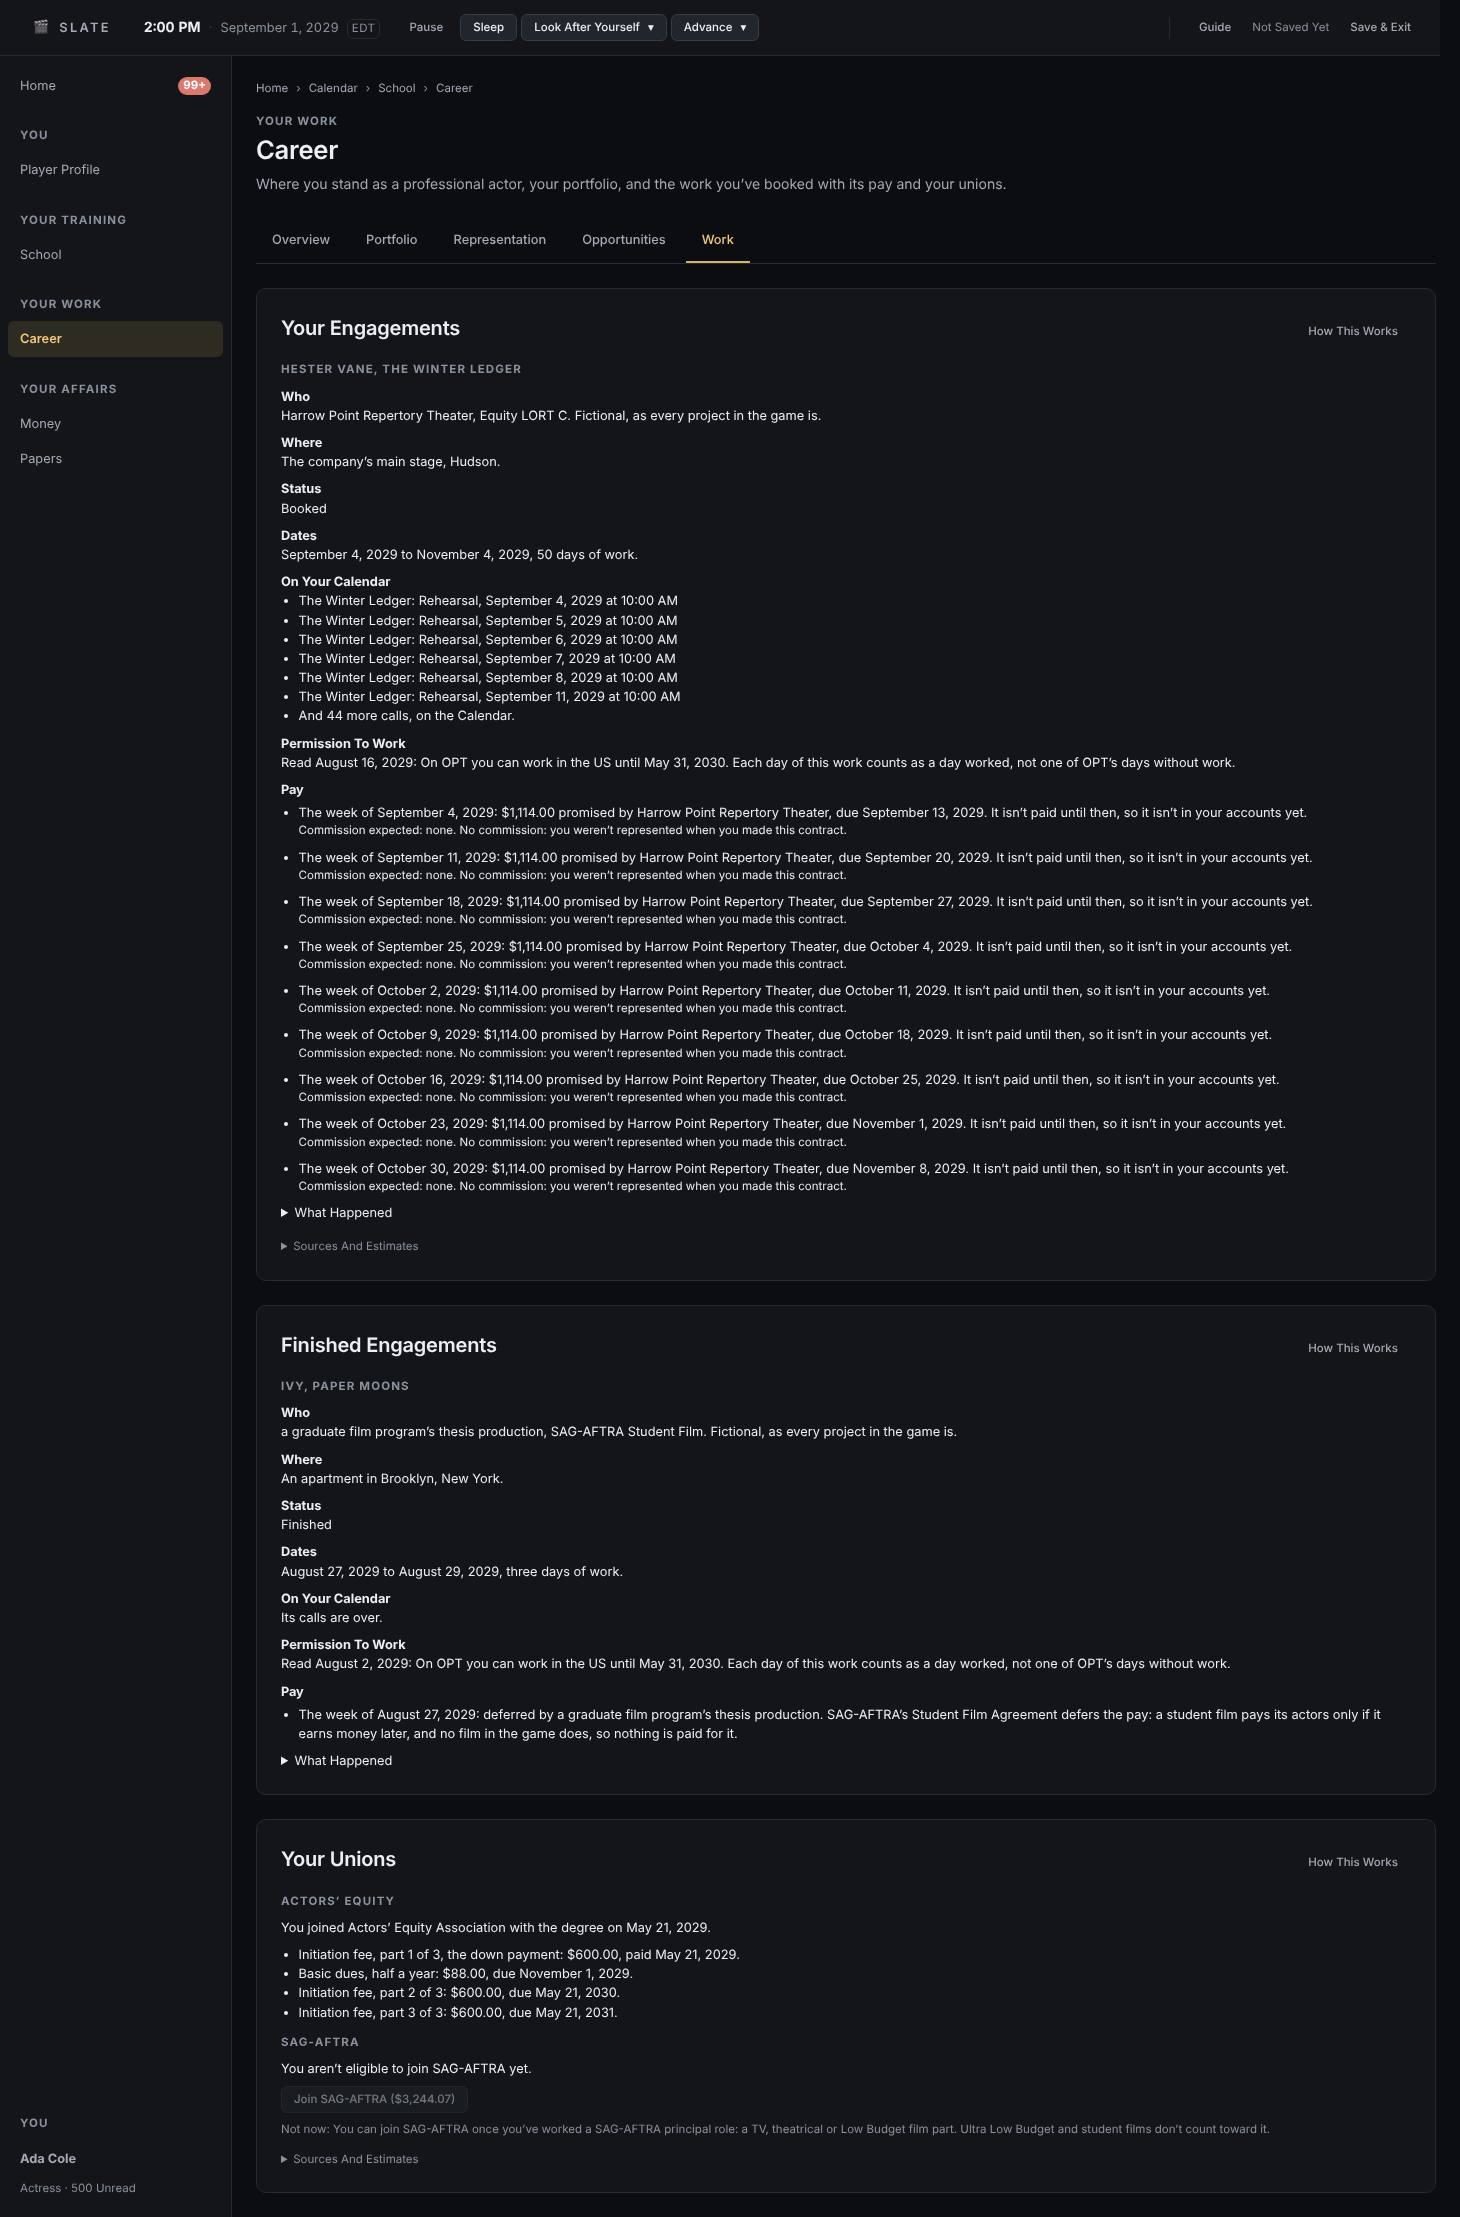 SLATE
2:00 PM · September 1, 2029 EDT
Pause
Sleep
Look After Yourself ▾
Advance ▾
Guide
Not Saved Yet
Save & Exit
Home
99+
YOU
Player Profile
YOUR TRAINING
School
YOUR WORK
Career
YOUR AFFAIRS
Money
Papers
Home › Calendar › School › Career
YOUR WORK
Career
Where you stand as a professional actor, your portfolio, and the work you’ve booked with its pay and your unions.
Overview
Portfolio
Representation
Opportunities
Work
Your Engagements
How This Works
HESTER VANE, THE WINTER LEDGER
Who
Harrow Point Repertory Theater, Equity LORT C. Fictional, as every project in the game is.
Where
The company’s main stage, Hudson.
Status
Booked
Dates
September 4, 2029 to November 4, 2029, 50 days of work.
On Your Calendar
• The Winter Ledger: Rehearsal, September 4, 2029 at 10:00 AM
• The Winter Ledger: Rehearsal, September 5, 2029 at 10:00 AM
• The Winter Ledger: Rehearsal, September 6, 2029 at 10:00 AM
• The Winter Ledger: Rehearsal, September 7, 2029 at 10:00 AM
• The Winter Ledger: Rehearsal, September 8, 2029 at 10:00 AM
• The Winter Ledger: Rehearsal, September 11, 2029 at 10:00 AM
• And 44 more calls, on the Calendar.
Permission To Work
Read August 16, 2029: On OPT you can work in the US until May 31, 2030. Each day of this work counts as a day worked, not one of OPT’s days without work.
Pay
• The week of September 4, 2029: $1,114.00 promised by Harrow Point Repertory Theater, due September 13, 2029. It isn’t paid until then, so it isn’t in your accounts yet.
Commission expected: none. No commission: you weren’t represented when you made this contract.
• The week of September 11, 2029: $1,114.00 promised by Harrow Point Repertory Theater, due September 20, 2029. It isn’t paid until then, so it isn’t in your accounts yet.
Commission expected: none. No commission: you weren’t represented when you made this contract.
• The week of September 18, 2029: $1,114.00 promised by Harrow Point Repertory Theater, due September 27, 2029. It isn’t paid until then, so it isn’t in your accounts yet.
Commission expected: none. No commission: you weren’t represented when you made this contract.
• The week of September 25, 2029: $1,114.00 promised by Harrow Point Repertory Theater, due October 4, 2029. It isn’t paid until then, so it isn’t in your accounts yet.
Commission expected: none. No commission: you weren’t represented when you made this contract.
• The week of October 2, 2029: $1,114.00 promised by Harrow Point Repertory Theater, due October 11, 2029. It isn’t paid until then, so it isn’t in your accounts yet.
Commission expected: none. No commission: you weren’t represented when you made this contract.
• The week of October 9, 2029: $1,114.00 promised by Harrow Point Repertory Theater, due October 18, 2029. It isn’t paid until then, so it isn’t in your accounts yet.
Commission expected: none. No commission: you weren’t represented when you made this contract.
• The week of October 16, 2029: $1,114.00 promised by Harrow Point Repertory Theater, due October 25, 2029. It isn’t paid until then, so it isn’t in your accounts yet.
Commission expected: none. No commission: you weren’t represented when you made this contract.
• The week of October 23, 2029: $1,114.00 promised by Harrow Point Repertory Theater, due November 1, 2029. It isn’t paid until then, so it isn’t in your accounts yet.
Commission expected: none. No commission: you weren’t represented when you made this contract.
• The week of October 30, 2029: $1,114.00 promised by Harrow Point Repertory Theater, due November 8, 2029. It isn’t paid until then, so it isn’t in your accounts yet.
Commission expected: none. No commission: you weren’t represented when you made this contract.
▶ What Happened
▶ Sources And Estimates
Finished Engagements
How This Works
IVY, PAPER MOONS
Who
a graduate film program’s thesis production, SAG-AFTRA Student Film. Fictional, as every project in the game is.
Where
An apartment in Brooklyn, New York.
Status
Finished
Dates
August 27, 2029 to August 29, 2029, three days of work.
On Your Calendar
Its calls are over.
Permission To Work
Read August 2, 2029: On OPT you can work in the US until May 31, 2030. Each day of this work counts as a day worked, not one of OPT’s days without work.
Pay
• The week of August 27, 2029: deferred by a graduate film program’s thesis production. SAG-AFTRA’s Student Film Agreement defers the pay: a student film pays its actors only if it
earns money later, and no film in the game does, so nothing is paid for it.
▶ What Happened
Your Unions
How This Works
ACTORS’ EQUITY
You joined Actors’ Equity Association with the degree on May 21, 2029.
• Initiation fee, part 1 of 3, the down payment: $600.00, paid May 21, 2029.
• Basic dues, half a year: $88.00, due November 1, 2029.
• Initiation fee, part 2 of 3: $600.00, due May 21, 2030.
• Initiation fee, part 3 of 3: $600.00, due May 21, 2031.
SAG-AFTRA
You aren’t eligible to join SAG-AFTRA yet.
Join SAG-AFTRA ($3,244.07)
Not now: You can join SAG-AFTRA once you’ve worked a SAG-AFTRA principal role: a TV, theatrical or Low Budget film part. Ultra Low Budget and student films don’t count toward it.
▶ Sources And Estimates
YOU
Ada Cole
Actress · 500 Unread